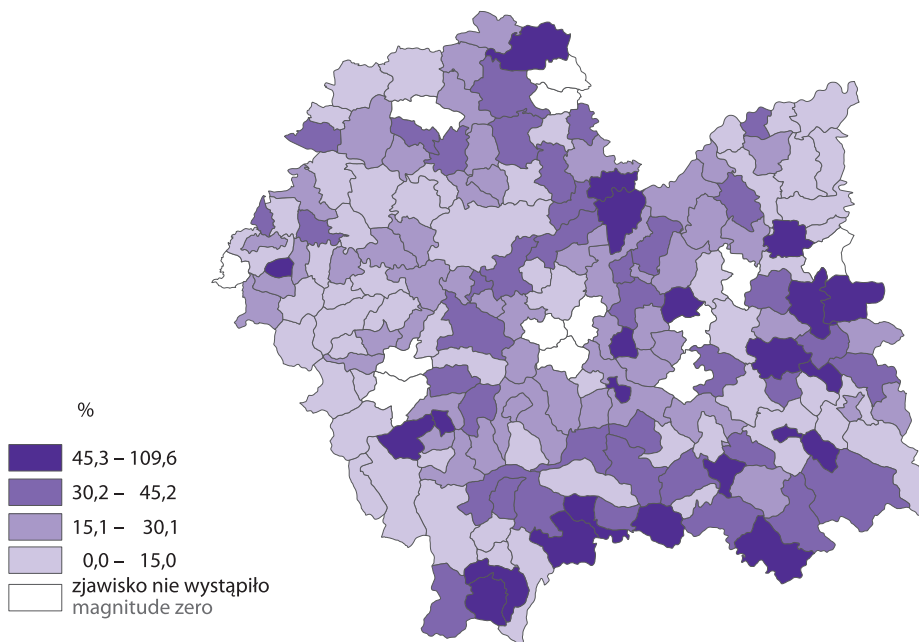 %
45,3 – 109,6
30,2 – 45,2
15,1 – 30,1
0,0 – 15,0
zjawisko nie wystąpiło
magnitude zero